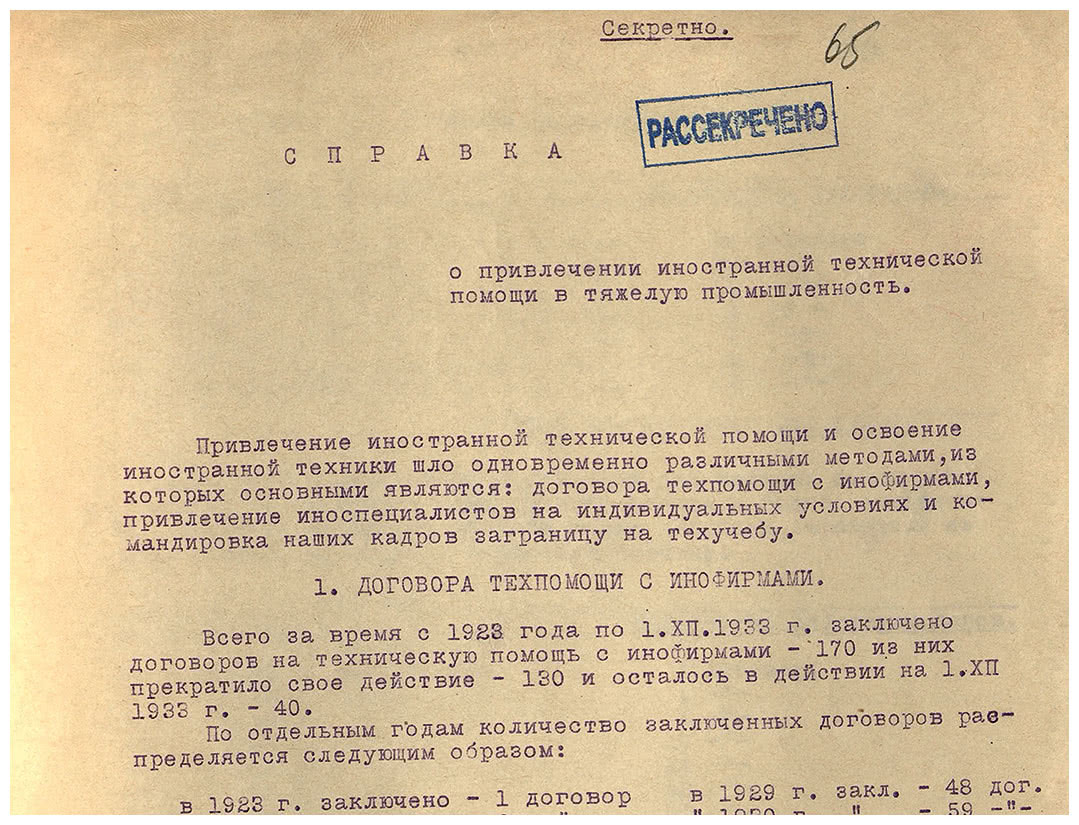 Секретно.
65
РАССЕКРЕЧЕНО
СПРАВКА
о привлечении иностранной технической
помощи в тяжелую промышленность.
Привлечение иностранной технической помощи и освоение
иностранной техники шло одновременно различными методами,из
которых основными являются: договора техпомощи с инофирмами,
привлечение иноспециалистов на индивидуальных условиях и ко-
мандировка наших кадров заграницу на техучебу.
1. ДОГОВОРА ТЕХПОМОЩИ С ИНОФИРМАМИ.
Всего за время с 1923 года по 1.ХП.1933 г. заключено
договоров на техническую помощь с инофирмами - 170 из них
прекратило свое действие - 130 и осталось в действии на 1.ХП
1933 г. - 40.
По отдельным годам количество заключенных договоров рас-
пределяется следующим образом:
в 1923 г. заключено - 1 договор в 1929 г. закл. - 48 дог.
" 1930 г. " - 59 -"-